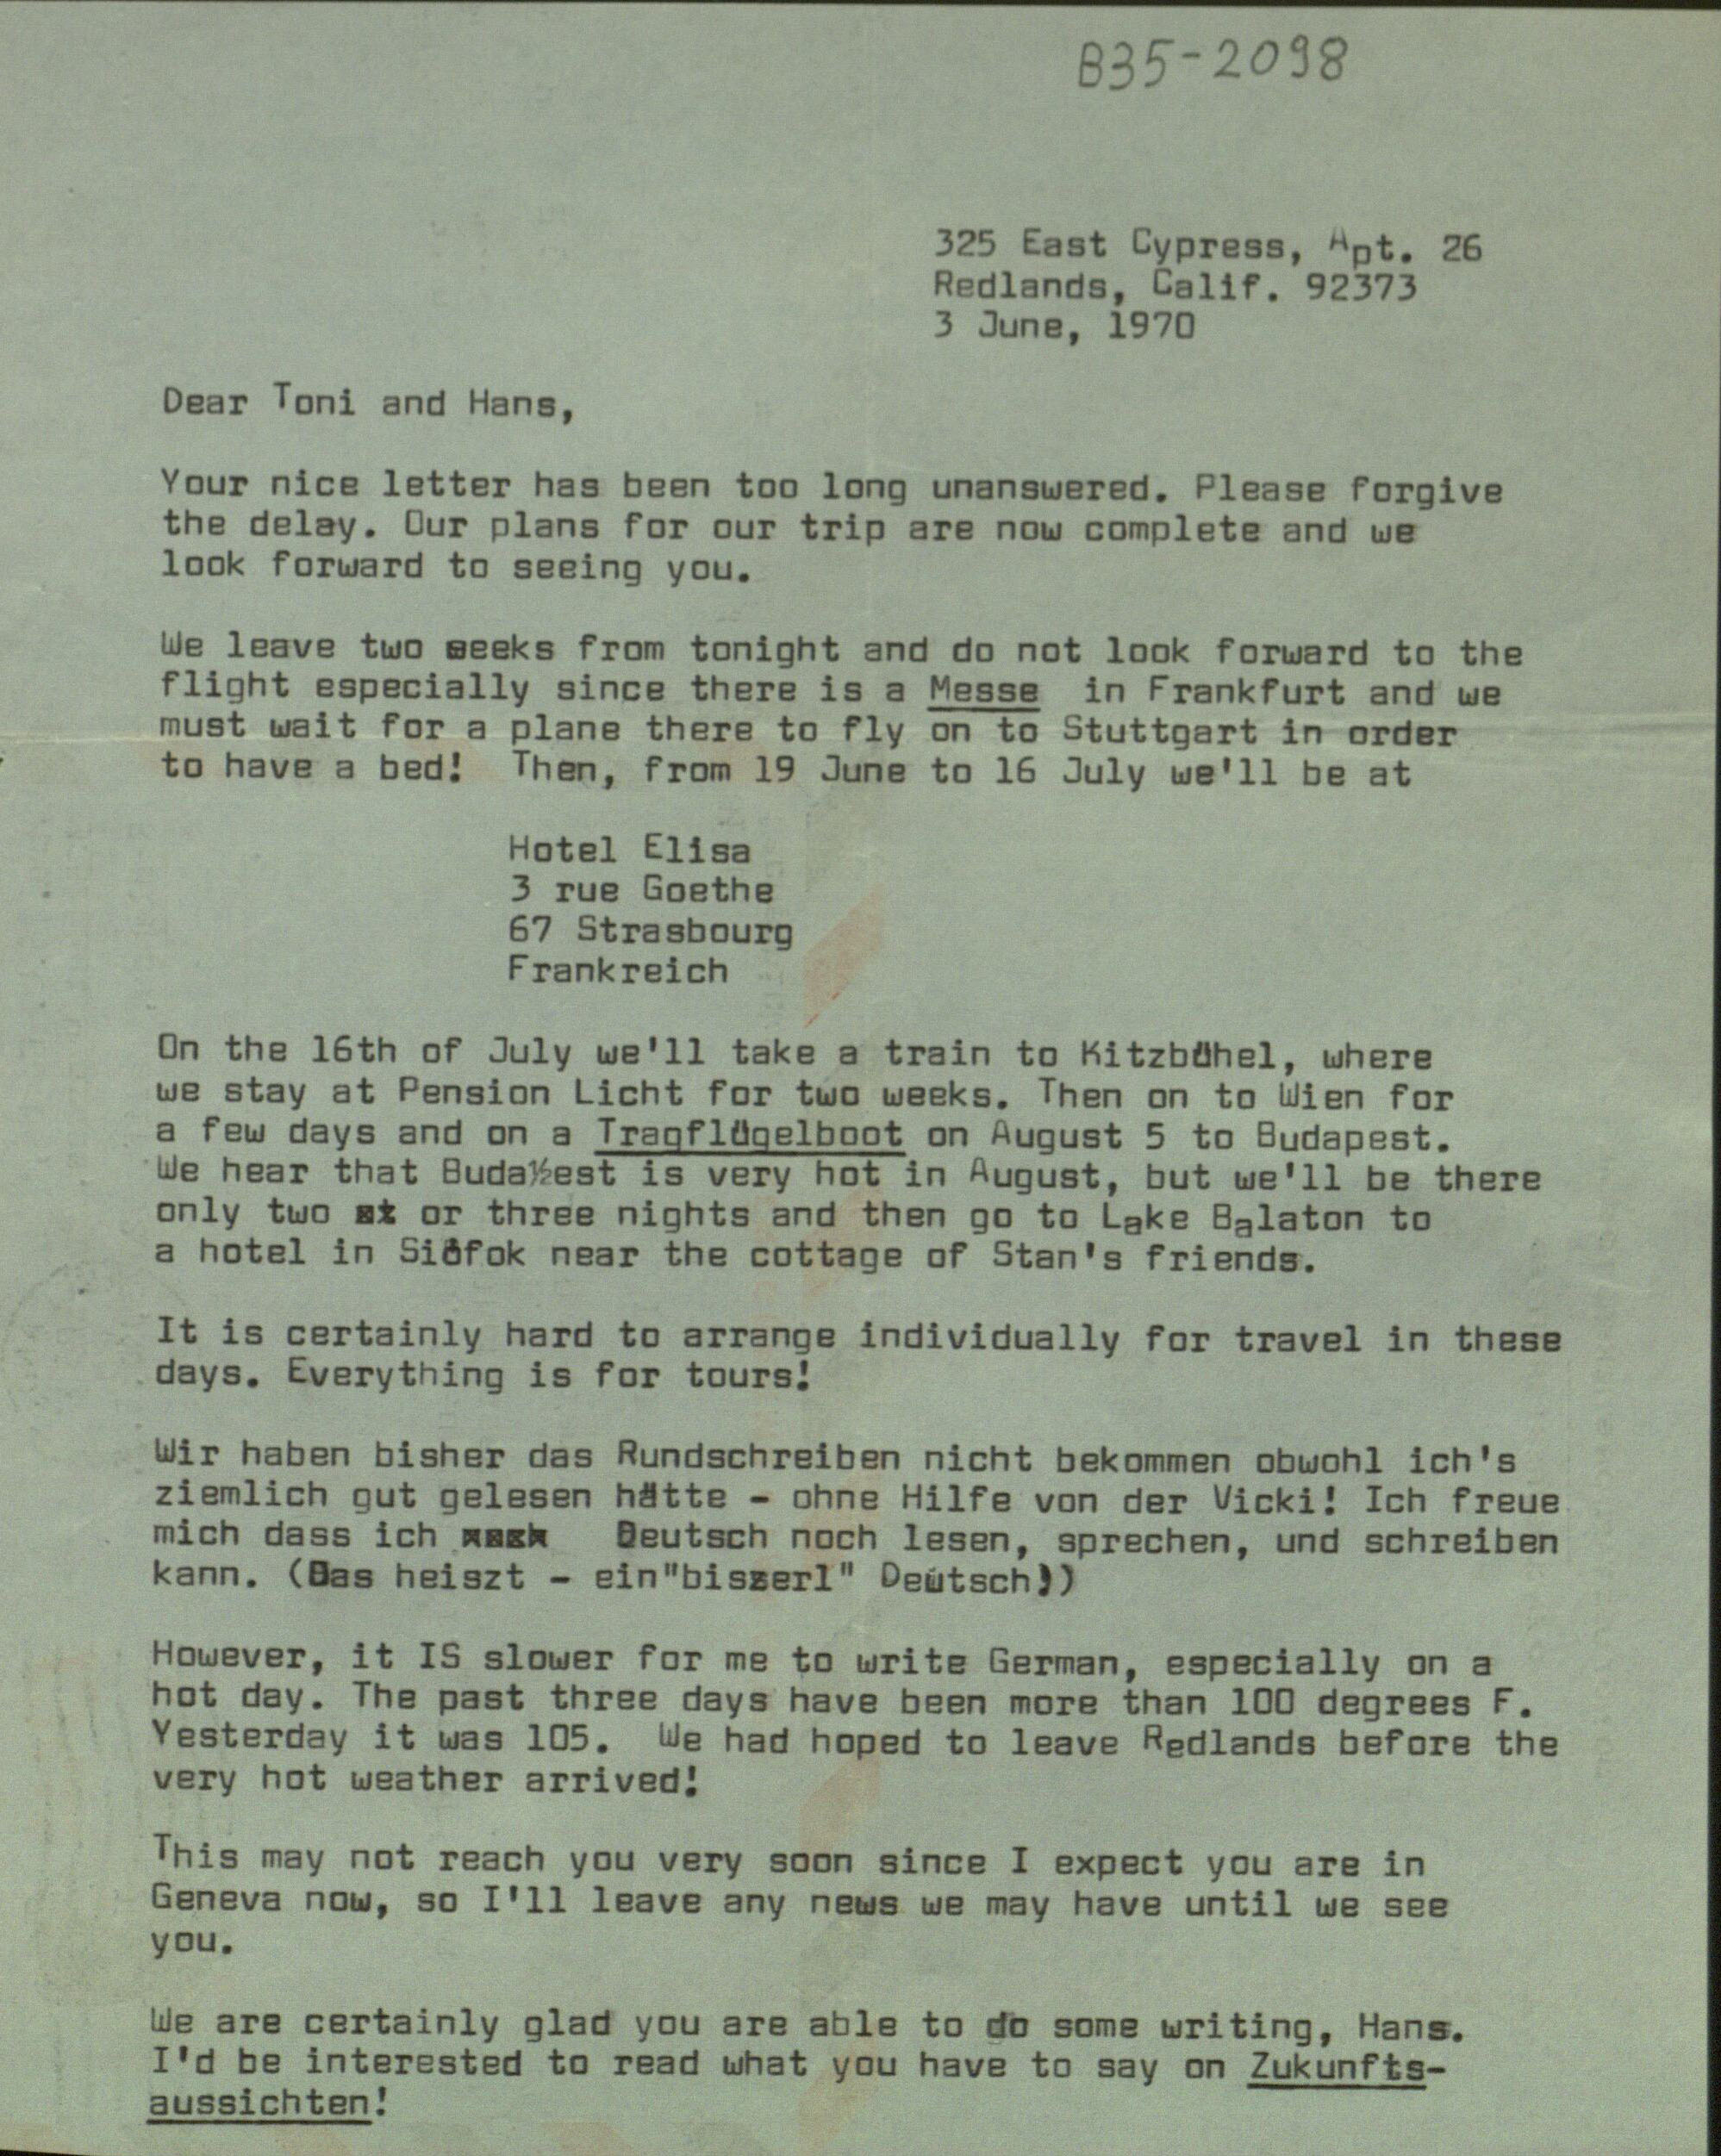 B35-2098
325 East Cypress, Apt. 26
Redlands, Calif. 92373
3 June, 1970
Dear Toni and Hans,
Your nice letter has been too long unanswered. Please forgive
the delay. Our plans for our trip are now complete and we
look forward to seeing you.
We leave two weeks from tonight and do not look forward to the
flight especially since there is a Messe in Frankfurt and we
must wait for a plane there to fly on to Stuttgart in order
to have a bed! Then, from 19 June to 16 July we'll be at
Hotel Elisa
3 rue Goethe
67 Strasbourg
Frankreich
On the 16th of July we'll take a train to Kitzbühel, where
we stay at Pension Licht for two weeks. Then on to Wien for
a few days and on a Tragflügelboot on August 5 to Budapest.
We hear that Buda½est is very hot in August, but we'll be there
only two or three nights and then go to Lake Balaton to
a hotel in Siófok near the cottage of Stan's friends.
It is certainly hard to arrange individually for travel in these
days. Everything is for tours!
Wir haben bisher das Rundschreiben nicht bekommen obwohl ich's
ziemlich gut gelesen hätte - ohne Hilfe von der Vicki! Ich freue
mich dass ich Deutsch noch lesen, sprechen, und schreiben
kann. (Das heiszt - ein"biszerl" Deutsch!)
However, it IS slower for me to write German, especially on a
hot day. The past three days have been more than 100 degrees F.
Yesterday it was 105. We had hoped to leave Redlands before the
very hot weather arrived!
This may not reach you very soon since I expect you are in
Geneva now, so I'll leave any news we may have until we see
you.
We are certainly glad you are able to do some writing, Hans.
I'd be interested to read what you have to say on Zukunfts-
aussichten!